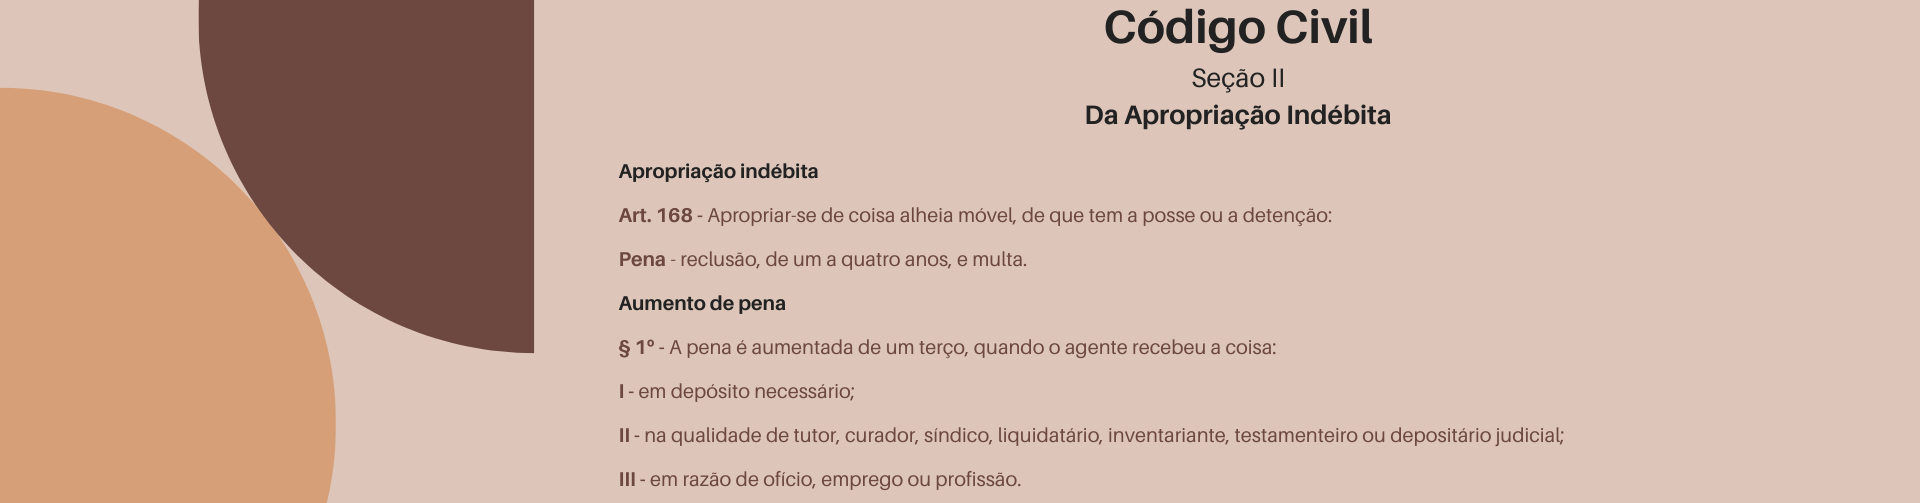 Código Civil
Seção II
Da Apropriação Indébita
Apropriação indébita
Art. 168 - Apropriar-se de coisa alheia móvel, de que tem a posse ou a detenção:
Pena - reclusão, de um a quatro anos, e multa.
Aumento de pena
§ 1º - A pena é aumentada de um terço, quando o agente recebeu a coisa:
I - em depósito necessário;
II - na qualidade de tutor, curador, síndico, liquidatário, inventariante, testamenteiro ou depositário judicial;
III - em razão de ofício, emprego ou profissão.